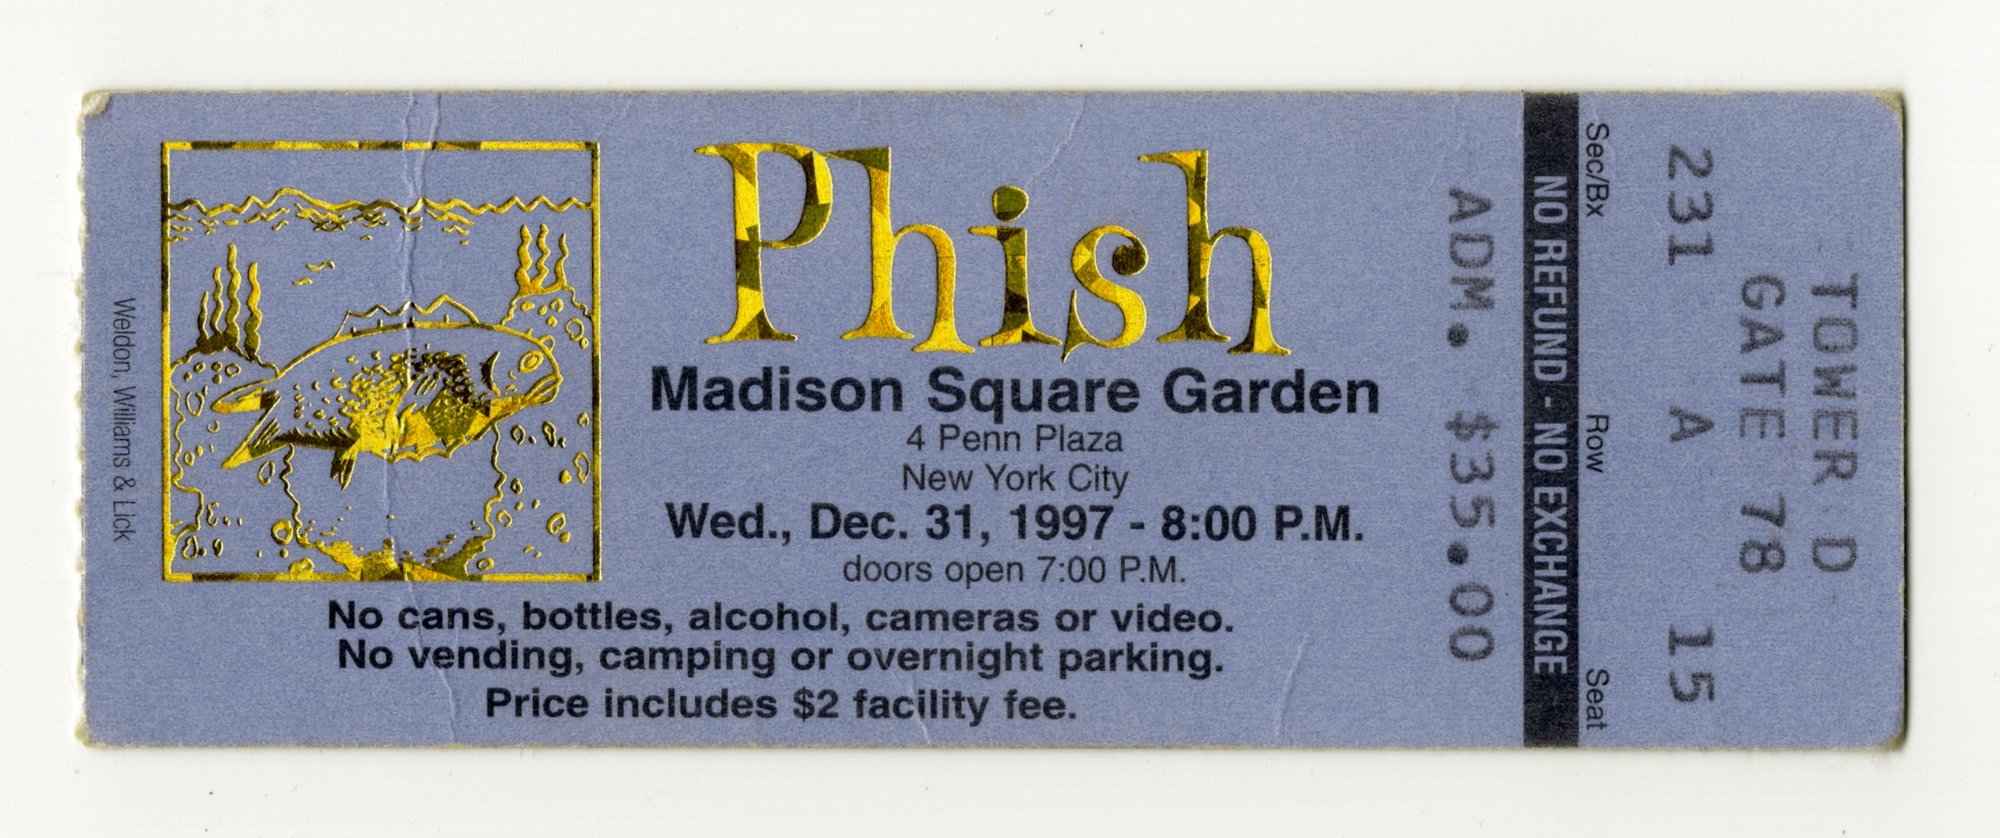 Weldon, Williams & Lick
Phish
Madison Square Garden
4 Penn Plaza
New York City
Wed., Dec. 31, 1997 - 8:00 P.M.
doors open 7:00 P.M.
No cans, bottles, alcohol, cameras or video.
No vending, camping or overnight parking.
Price includes $2 facility fee.
ADM. $35.00
NO REFUND - NO EXCHANGE
Sec/Bx Row Seat
231 A 15
GATE 78
TOWER D